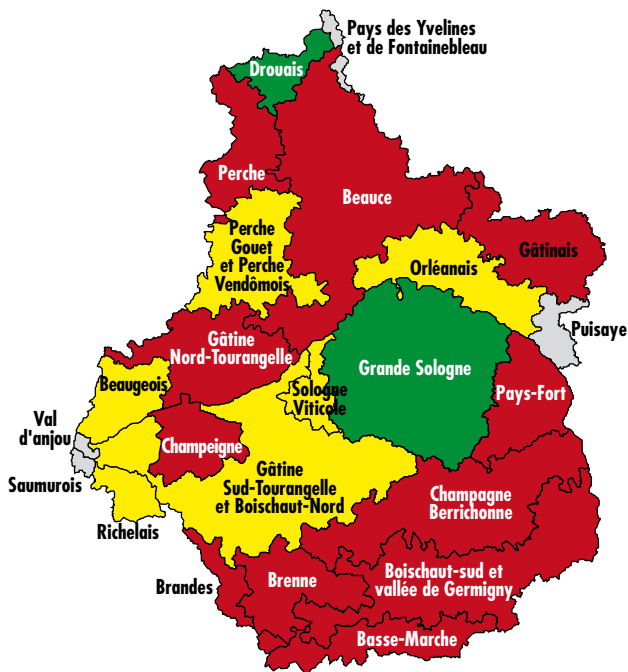 Pays des Yvelines
et de Fontainebleau
Drouais
Perche
Beauce
Perche
Gouet
et Perche
Vendômois
Gâtinais
Orléanais
Puisaye
Gâtine
Nord-Tourangelle
Grande Sologne
Beaugeois
Sologne
Viticole
Pays-Fort
Val
d'anjou
Champeigne
Saumurois
Gâtine
Sud-Tourangelle
et Boischaut-Nord
Champagne
Berrichonne
Richelais
Brandes
Brenne
Boischaut-sud et
vallée de Germigny
Basse-Marche